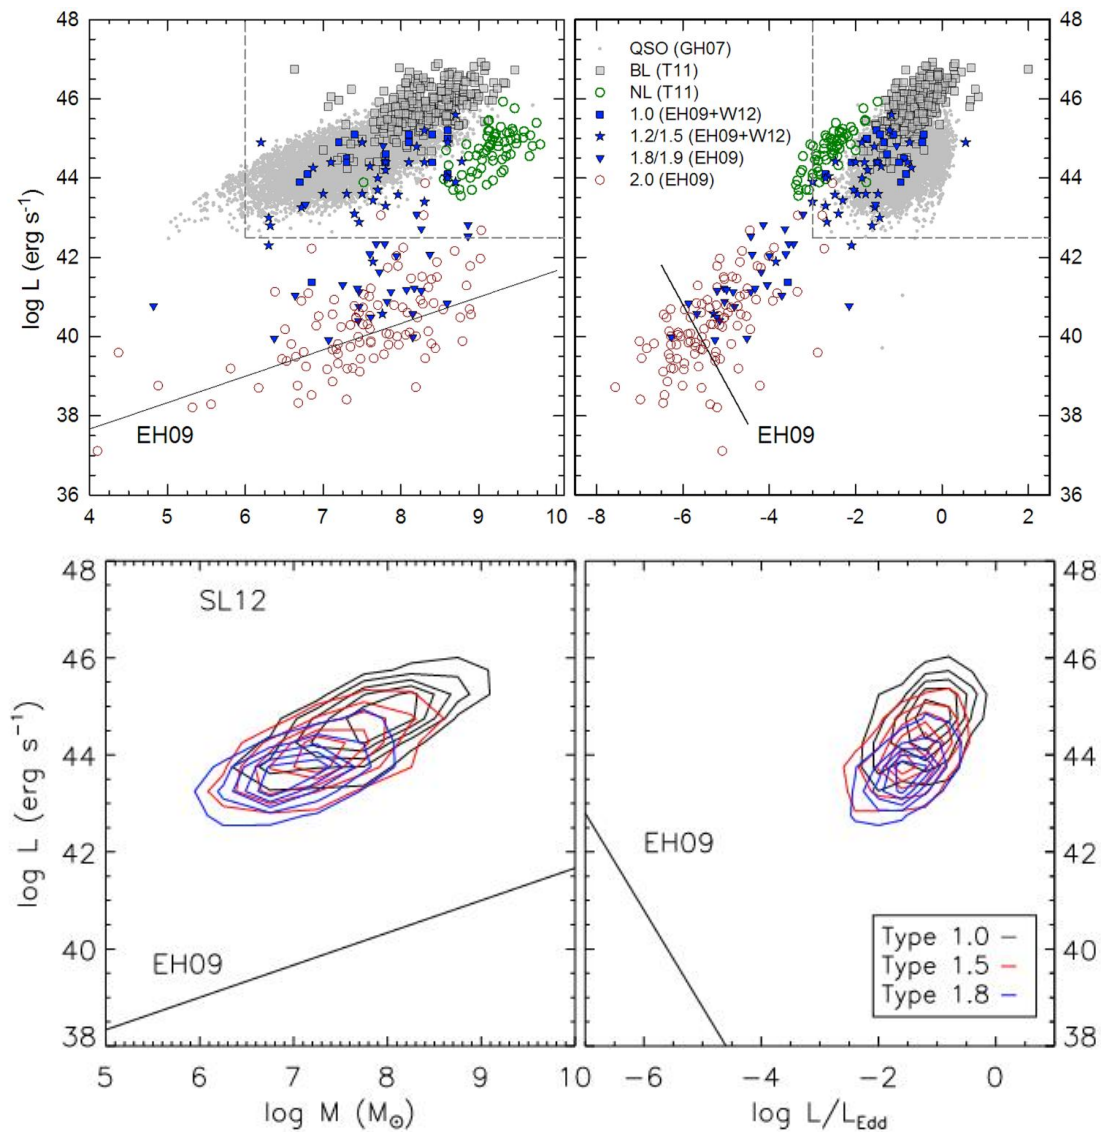 48
46
44
42
40
38
36
log L (erg s⁻¹)
EH09
4 5 6 7 8 9 10
QSO (GH07)
BL (T11)
NL (T11)
1.0 (EH09+W12)
1.2/1.5 (EH09+W12)
1.8/1.9 (EH09)
2.0 (EH09)
EH09
48
46
44
42
40
38
36
-8 -6 -4 -2 0 2
48
46
44
42
40
38
log L (erg s⁻¹)
SL12
EH09
5 6 7 8 9 10
log M (M⊙)
EH09
Type 1.0
Type 1.5
Type 1.8
48
46
44
42
40
38
−6 −4 −2 0
log L/L_Edd